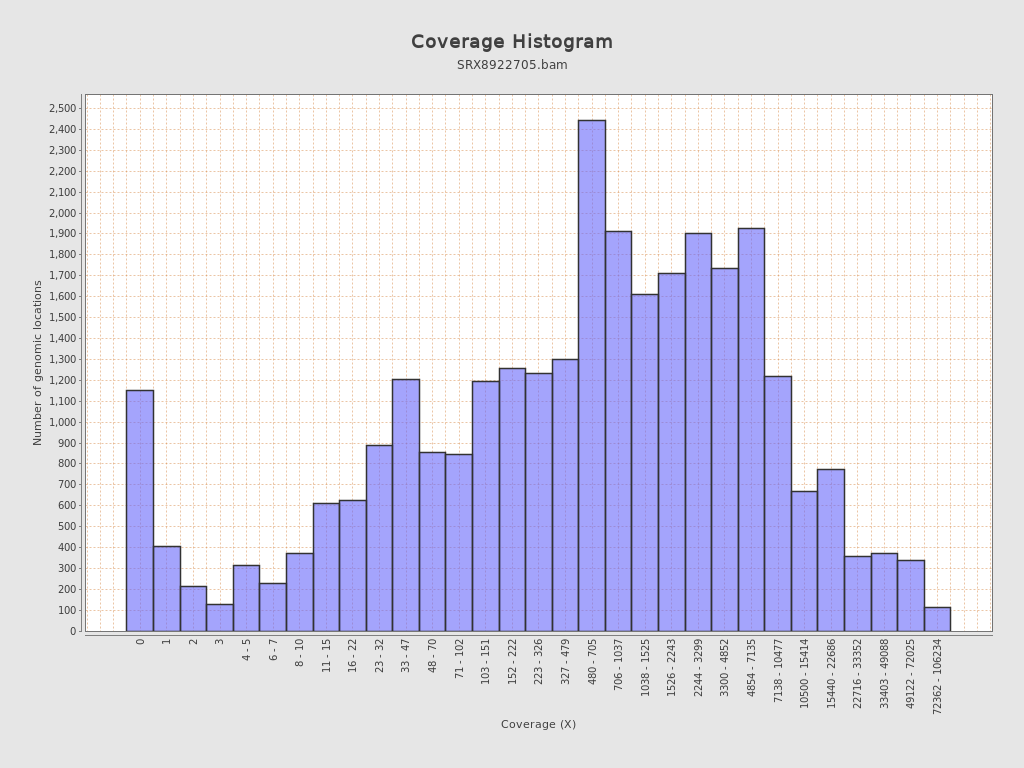 Coverage Histogram
SRX8922705.bam
Number of genomic locations
2,500
2,400
2,300
2,200
2,100
2,000
1,900
1,800
1,700
1,600
1,500
1,400
1,300
1,200
1,100
1,000
900
800
700
600
500
400
300
200
100
0
0
1
2
3
4 - 5
6 - 7
8 - 10
11 - 15
16 - 22
23 - 32
33 - 47
48 - 70
71 - 102
103 - 151
152 - 222
223 - 326
327 - 479
480 - 705
706 - 1037
1038 - 1525
1526 - 2243
2244 - 3299
3300 - 4852
4854 - 7135
7138 - 10477
10500 - 15414
15440 - 22686
22716 - 33352
33403 - 49088
49122 - 72025
72362 - 106234
Coverage (X)